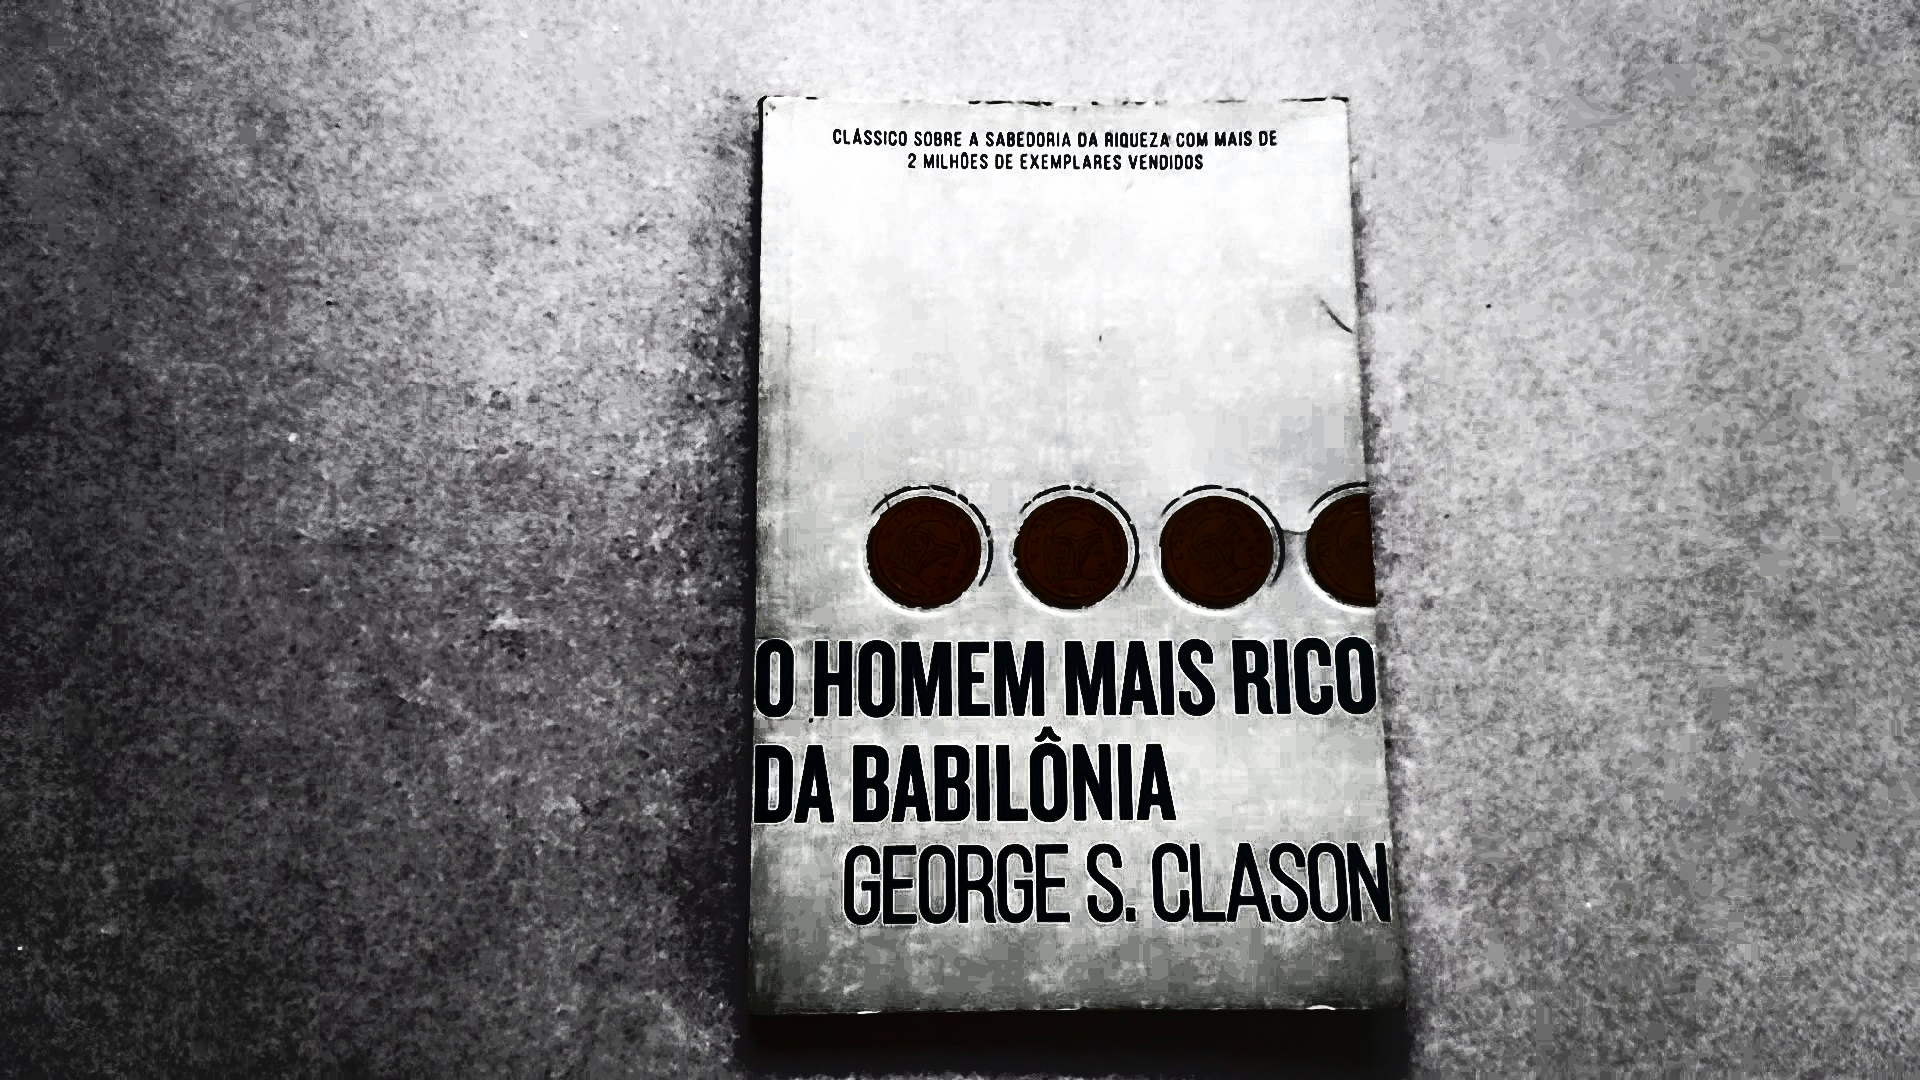 CLÁSSICO SOBRE A SABEDORIA DA RIQUEZA COM MAIS DE
2 MILHÕES DE EXEMPLARES VENDIDOS
O HOMEM MAIS RICO
DA BABILÔNIA
GEORGE S. CLASON